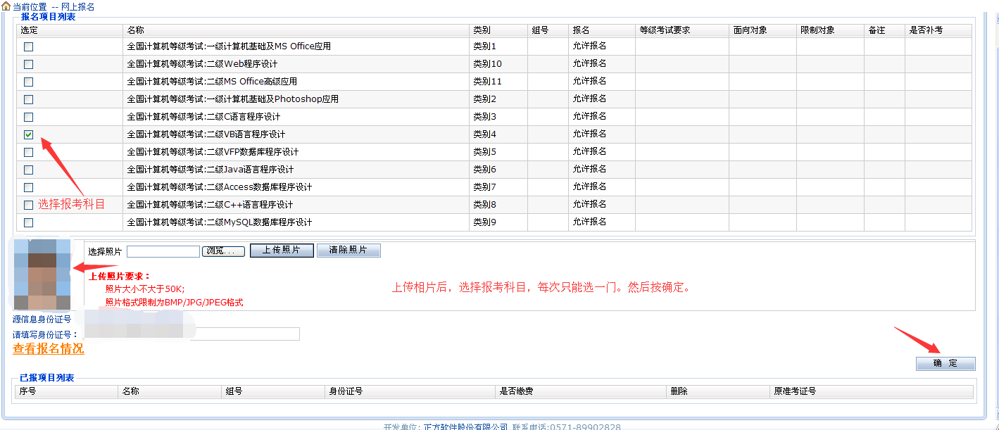 当前位置 -- 网上报名
报名项目列表
选定 名称 类别 组号 报名 等级考试要求 面向对象 限制对象 备注 是否补考
全国计算机等级考试:一级计算机基础及MS Office应用 类别1 允许报名
全国计算机等级考试:二级Web程序设计 类别10 允许报名
全国计算机等级考试:二级MS Office高级应用 类别11 允许报名
全国计算机等级考试:一级计算机基础及Photoshop应用 类别2 允许报名
全国计算机等级考试:二级C语言程序设计 类别3 允许报名
全国计算机等级考试:二级VB语言程序设计 类别4 允许报名
全国计算机等级考试:二级VFP数据库程序设计 类别5 允许报名
全国计算机等级考试:二级Java语言程序设计 类别6 允许报名
全国计算机等级考试:二级Access数据库程序设计 类别7 允许报名
选择报考科目 全国计算机等级考试:二级C++语言程序设计 类别8 允许报名
全国计算机等级考试:二级MySQL数据库程序设计 类别9 允许报名
选择照片 浏览... 上传照片 清除照片
上传照片要求：
照片大小不大于50K;
上传相片后，选择报考科目，每次只能选一门。然后按确定。
照片格式限制为BMP/JPG/JPEG格式
源信息身份证号
请填写身份证号：
查看报名情况
确 定
已报项目列表
序号 名称 组号 身份证号 是否缴费 删除 原准考证号
开发单位: 正方软件股份有限公司 联系电话:0571-89902828